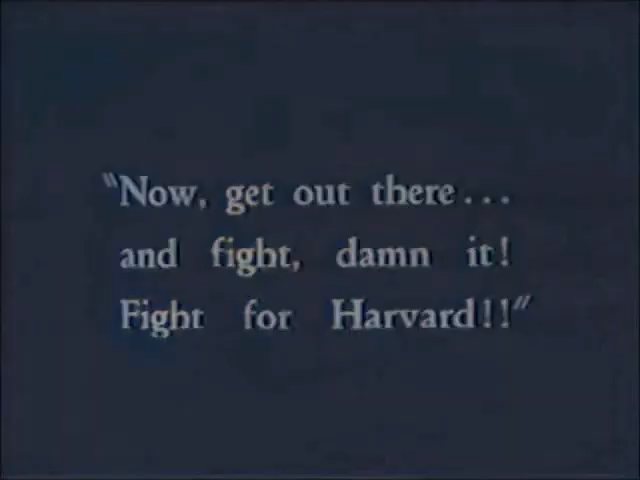 "Now, get out there...
and fight, damn it!
Fight for Harvard!!"